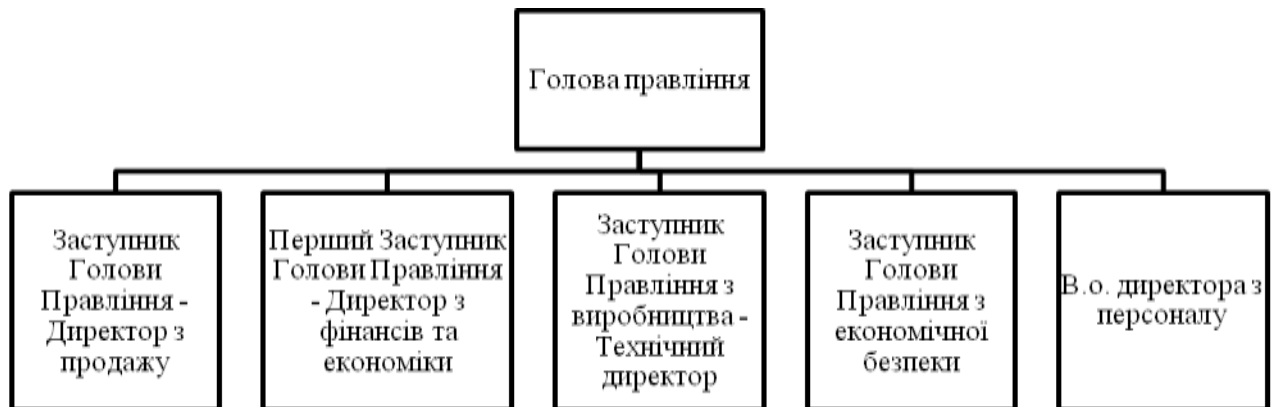 Голова правління
Заступник
Голови
Правління -
Директор з
продажу
Перший Заступник
Голови Правління
- Директор з
фінансів та
економіки
Заступник
Голови
Правління з
виробництва -
Технічний
директор
Заступник
Голови
Правління з
економічної
безпеки
В.о. директора з
персоналу